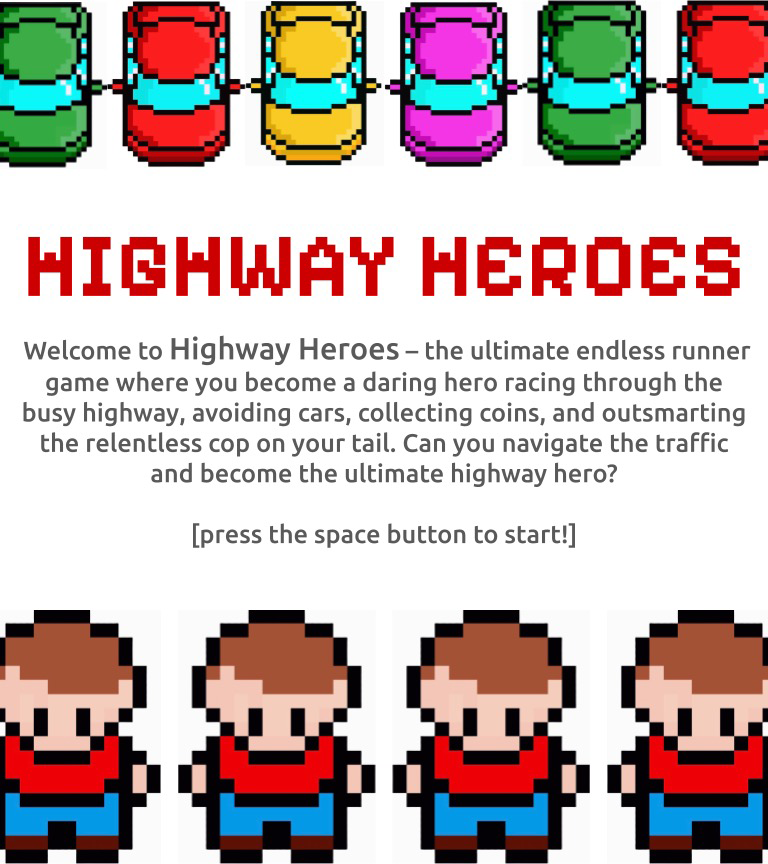 HIGHWAY HEROES
Welcome to Highway Heroes – the ultimate endless runner
game where you become a daring hero racing through the
busy highway, avoiding cars, collecting coins, and outsmarting
the relentless cop on your tail. Can you navigate the traffic
and become the ultimate highway hero?
[press the space button to start!]